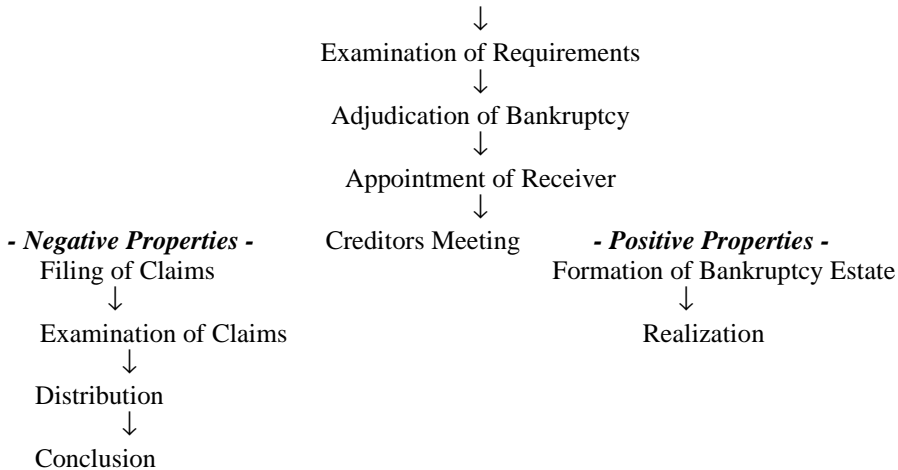 ↓
Examination of Requirements
↓
Adjudication of Bankruptcy
↓
Appointment of Receiver
↓
- Negative Properties - Creditors Meeting - Positive Properties -
Filing of Claims Formation of Bankruptcy Estate
↓ ↓
Examination of Claims Realization
↓
Distribution
↓
Conclusion